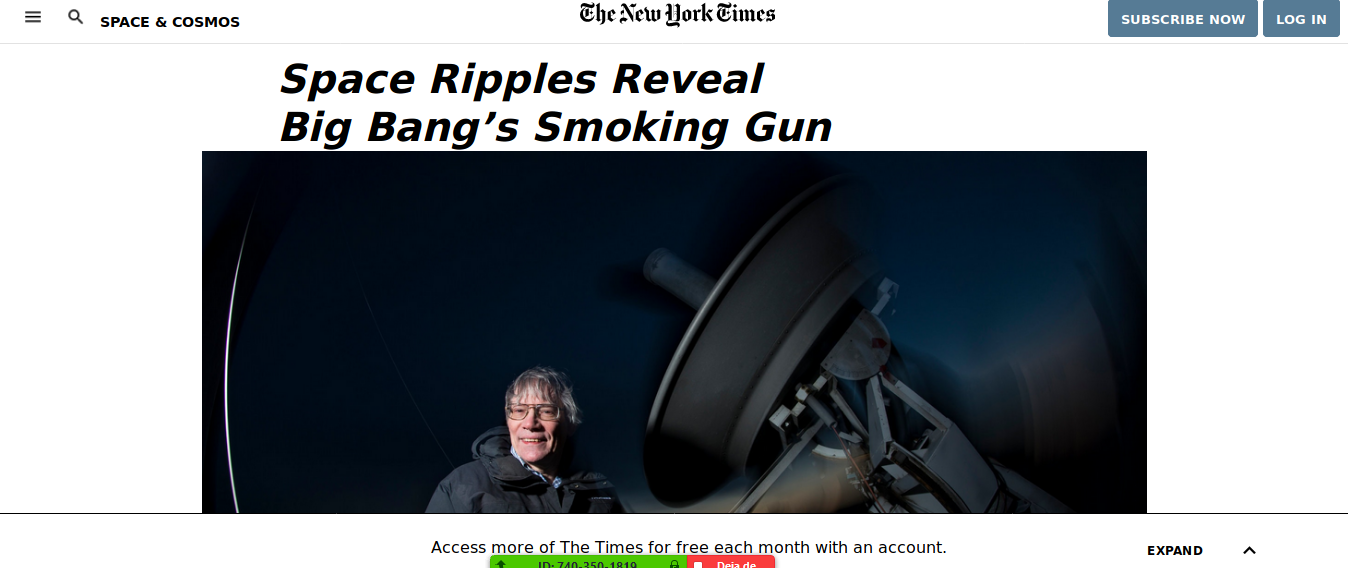 SPACE & COSMOS
The New York Times
SUBSCRIBE NOW
LOG IN
Space Ripples Reveal
Big Bang’s Smoking Gun
Access more of The Times for free each month with an account.
EXPAND
ID: 740-350-1819
Deja de